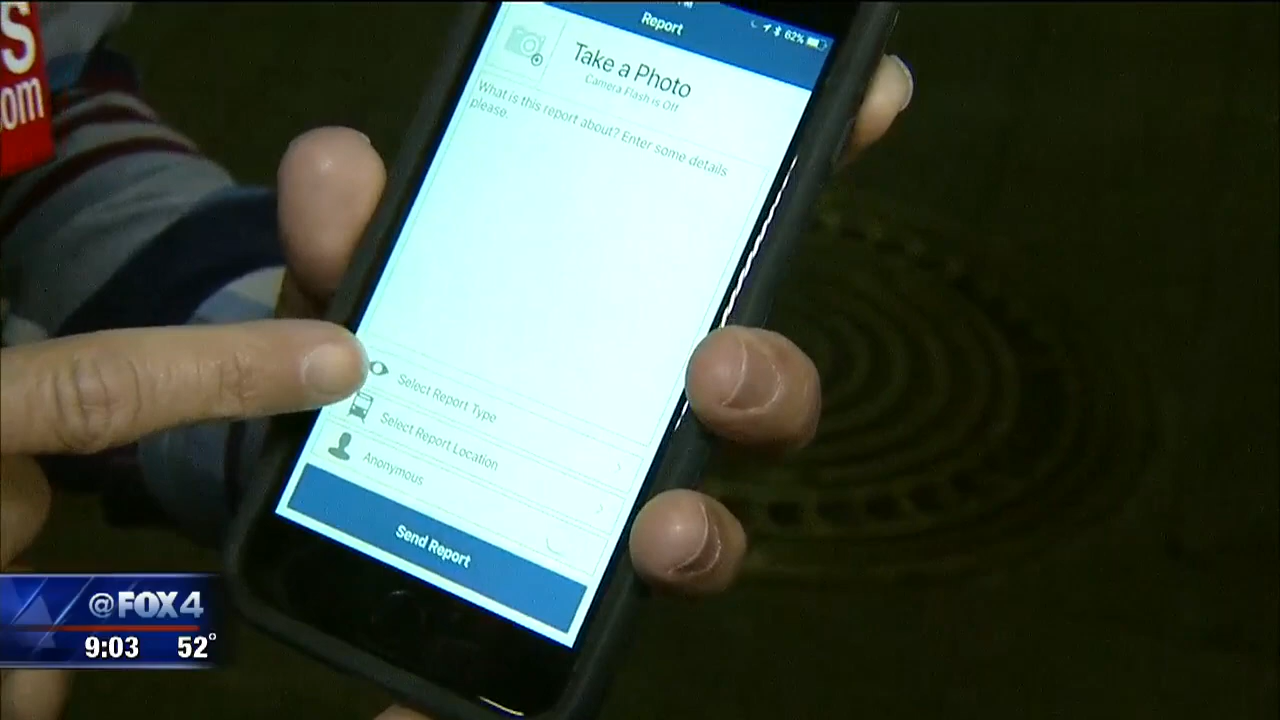 S
com
Report
62%
Take a Photo
Camera Flash is Off
What is this report about? Enter some details
please.
Select Report Type
Select Report Location
Anonymous
Send Report
@FOX4
9:03 52°